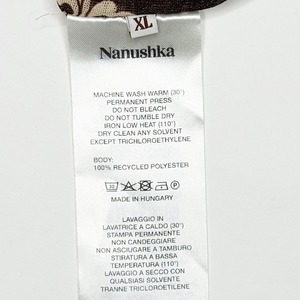 XL
Nanushka
MACHINE WASH WARM (30°)
PERMANENT PRESS
DO NOT BLEACH
DO NOT TUMBLE DRY
IRON LOW HEAT (110°)
DRY CLEAN ANY SOLVENT
EXCEPT TRICHLOROETHYLENE
BODY:
100% RECYCLED POLYESTER
MADE IN HUNGARY
LAVAGGIO IN
LAVATRICE A CALDO (30°)
STAMPA PERMANENTE
NON CANDEGGIARE
NON ASCIUGARE A TAMBURO
STIRATURA A BASSA
TEMPERATURA (110°)
LAVAGGIO A SECCO CON
QUALSIASI SOLVENTE
TRANNE TRICLOROETILENE